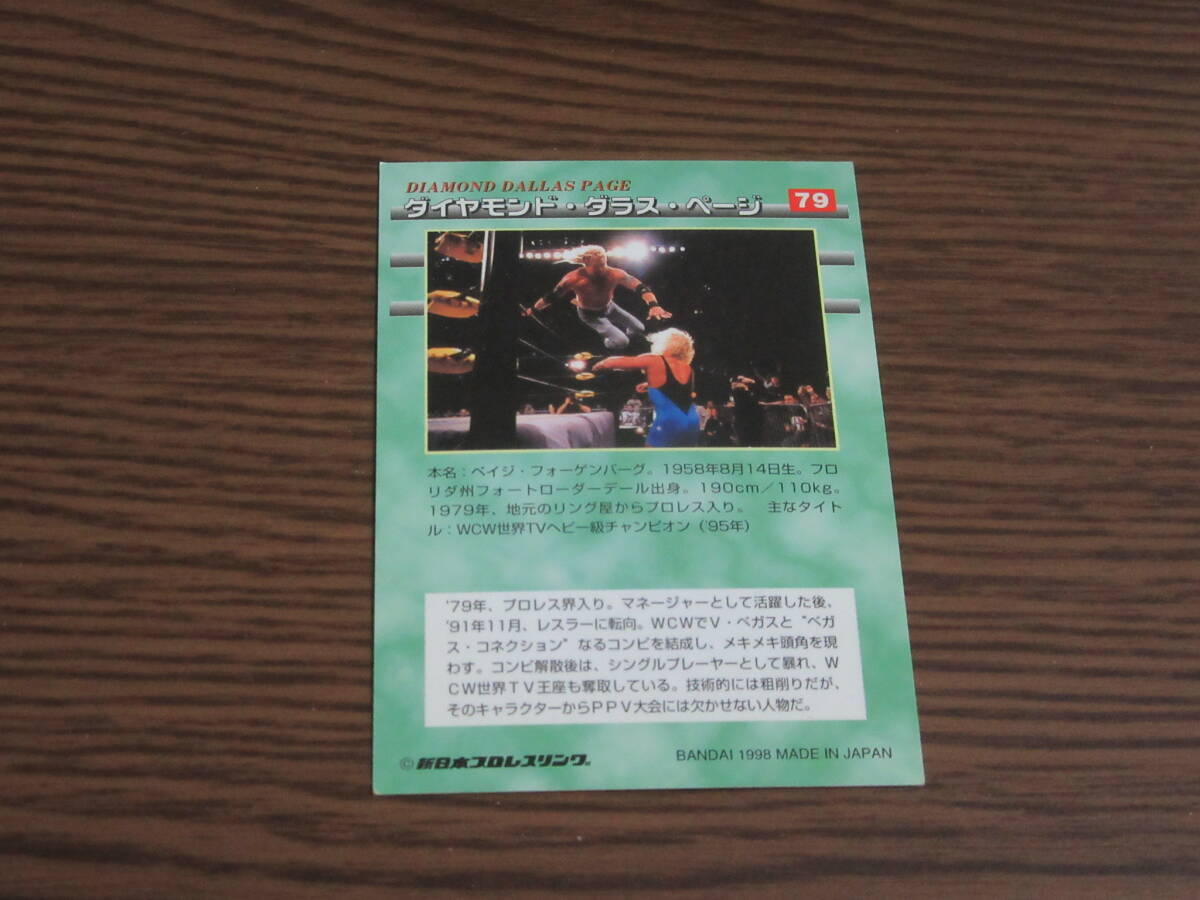 DIAMOND DALLAS PAGE
ダイヤモンド・ダラス・ページ
79
本名：ペイジ・フォーゲンバーグ。1958年8月14日生。フロ
リダ州フォートローダーデール出身。190cm／110kg。
1979年、地元のリング屋からプロレス入り。　主なタイト
ル：WCW世界TVヘビー級チャンピオン（'95年）
'79年、プロレス界入り。マネージャーとして活躍した後、
'91年11月、レスラーに転向。WCWでV・ベガスと“ベガ
ス・コネクション”なるコンビを結成し、メキメキ頭角を現
わす。コンビ解散後は、シングルプレーヤーとして暴れ、W
CW世界TV王座も奪取している。技術的には粗削りだが、
そのキャラクターからPPV大会には欠かせない人物だ。
©新日本プロレスリング®
BANDAI 1998 MADE IN JAPAN